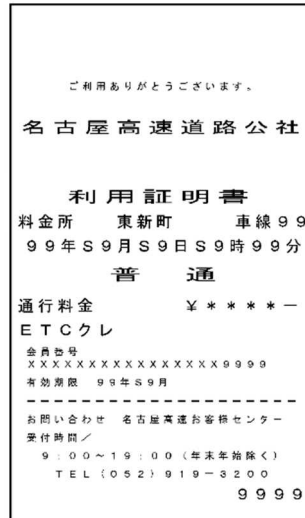 ご利用ありがとうございます。
名古屋高速道路公社
利用証明書
料金所 東新町 車線99
99年S9月S9日S9時99分
普 通
通行料金 ¥****−
ETCクレ
会員番号
XXXXXXXXXXXXXXXX9999
有効期限 99年S9月
お問い合わせ 名古屋高速お客様センター
受付時間/
9:00~19:00(年末年始除く)
TEL(052)919−3200
9999